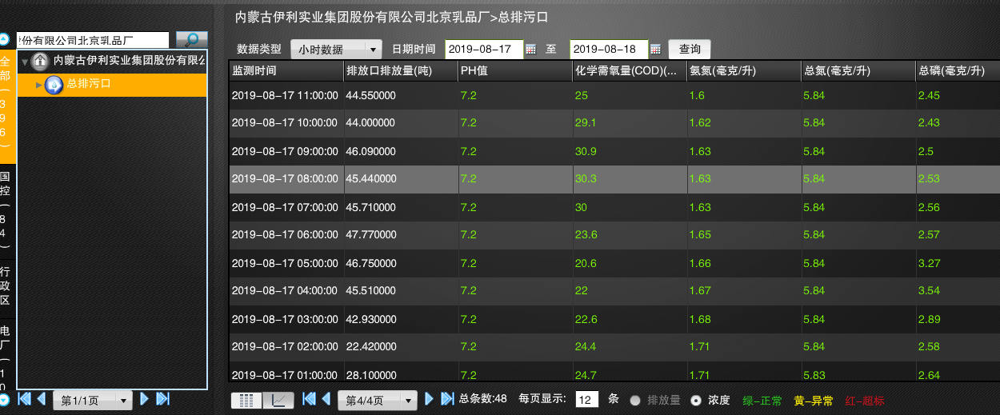 内蒙古伊利实业集团股份有限公司北京乳品厂>总排污口
份有限公司北京乳品厂
数据类型 小时数据 日期时间 2019-08-17 至 2019-08-18 查询
全部(396)
国控(84)
行政区
电厂(10
内蒙古伊利实业集团股份有限公
总排污口
监测时间 排放口排放量(吨) PH值 化学需氧量(COD)(... 氨氮(毫克/升) 总氮(毫克/升) 总磷(毫克/升)
2019-08-17 11:00:00 44.550000 7.2 25 1.6 5.84 2.45
2019-08-17 10:00:00 44.000000 7.2 29.1 1.62 5.84 2.43
2019-08-17 09:00:00 46.090000 7.2 30.9 1.63 5.84 2.5
2019-08-17 08:00:00 45.440000 7.2 30.3 1.63 5.84 2.53
2019-08-17 07:00:00 45.710000 7.2 30 1.63 5.84 2.56
2019-08-17 06:00:00 47.770000 7.2 23.6 1.65 5.84 2.57
2019-08-17 05:00:00 46.750000 7.2 20.6 1.66 5.84 3.27
2019-08-17 04:00:00 45.510000 7.2 22 1.67 5.84 3.54
2019-08-17 03:00:00 42.930000 7.2 22.6 1.68 5.84 2.89
2019-08-17 02:00:00 22.420000 7.2 24.4 1.71 5.84 2.58
2019-08-17 01:00:00 28.100000 7.2 24.7 1.71 5.83 2.64
第1/1页 第4/4页 总条数:48 每页显示: 12 条 排放量 浓度 绿-正常 黄-异常 红-超标